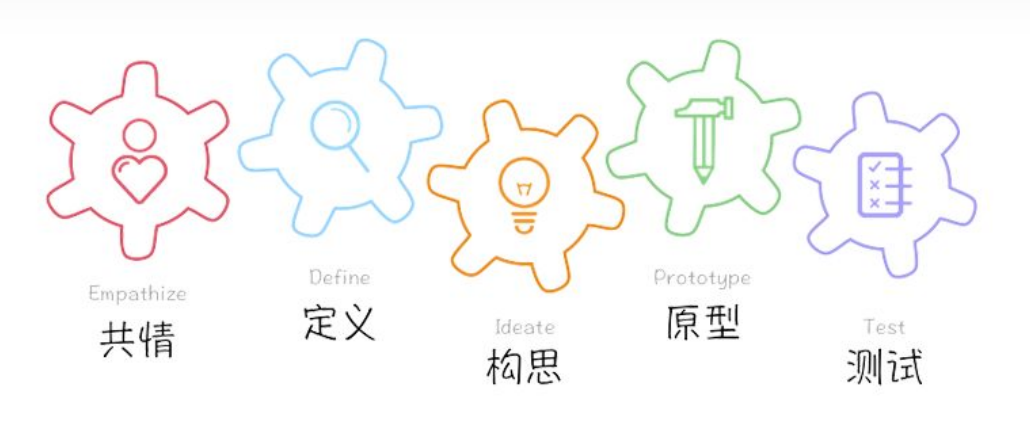 Empathize
共情
Define
定义
Ideate
构思
Prototype
原型
Test
测试